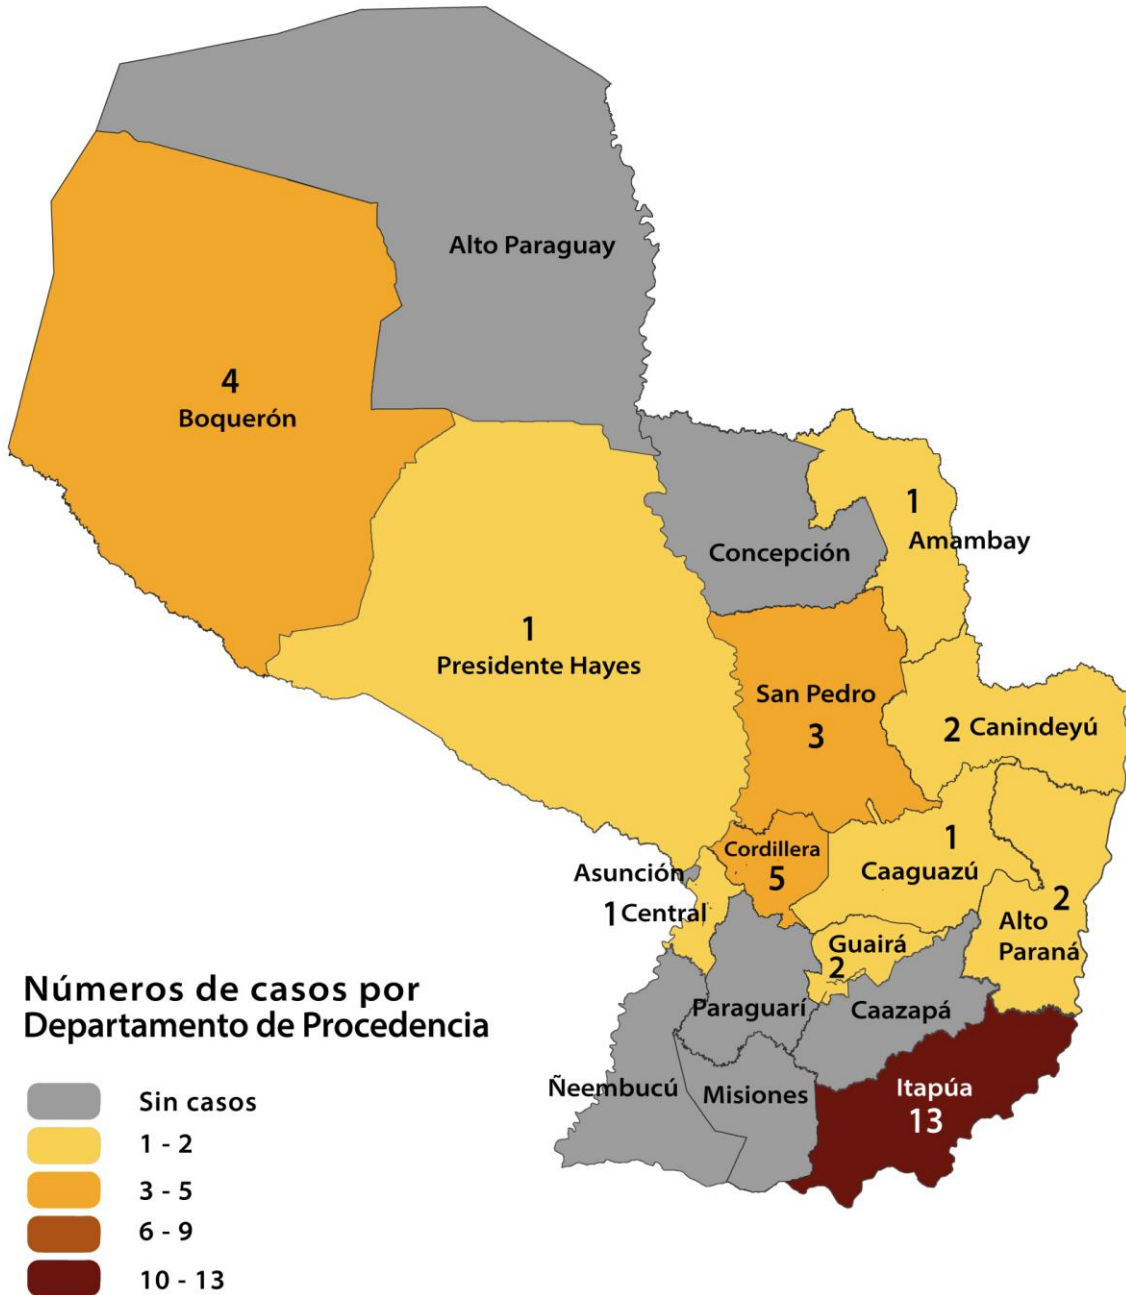 Alto Paraguay
4
Boquerón
1
Amambay
Concepción
1
Presidente Hayes
San Pedro
3
2 Canindeyú
Cordillera
5
1
Caaguazú
Asunción
1 Central
2
Alto
Paraná
Guairá
2
Paraguarí
Caazapá
Ñeembucú
Misiones
Itapúa
13
Números de casos por
Departamento de Procedencia
Sin casos
1 - 2
3 - 5
6 - 9
10 - 13